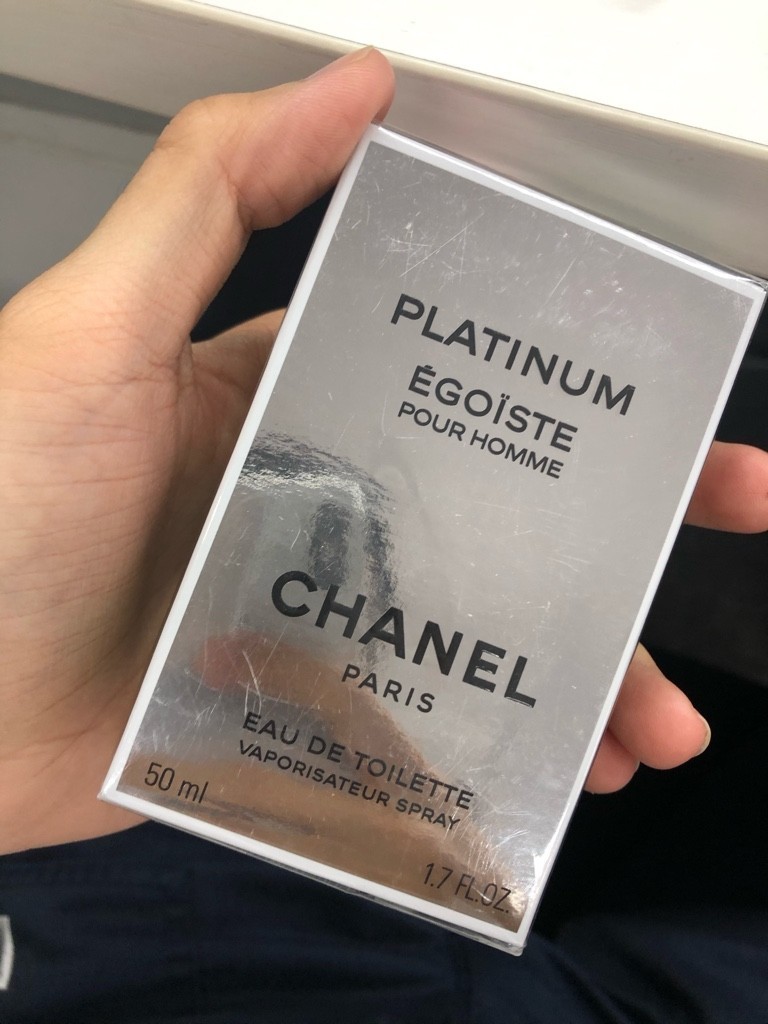 PLATINUM
ÉGOÏSTE
POUR HOMME
CHANEL
PARIS
EAU DE TOILETTE
VAPORISATEUR SPRAY
50 ml
1.7 FL.OZ.